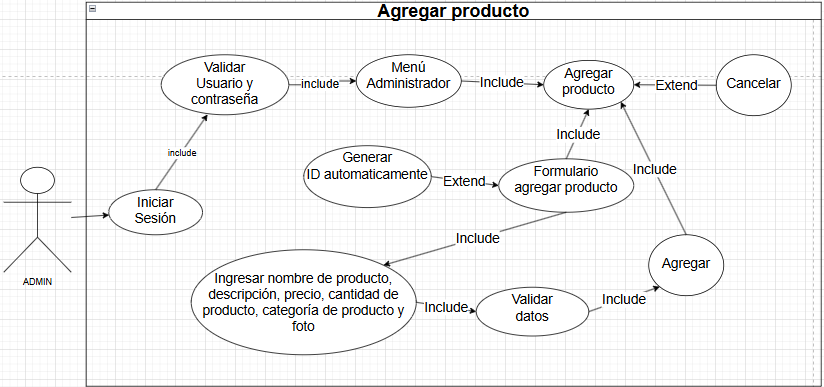 Agregar producto
Validar
Usuario y
contraseña
include
Menú
Administrador
Include
Agregar
producto
Extend
Cancelar
include
Include
Include
Generar
ID automaticamente
Extend
Formulario
agregar producto
Iniciar
Sesión
ADMIN
Include
Agregar
Ingresar nombre de producto,
descripción, precio, cantidad de
producto, categoría de producto y
foto
Include
Validar
datos
Include